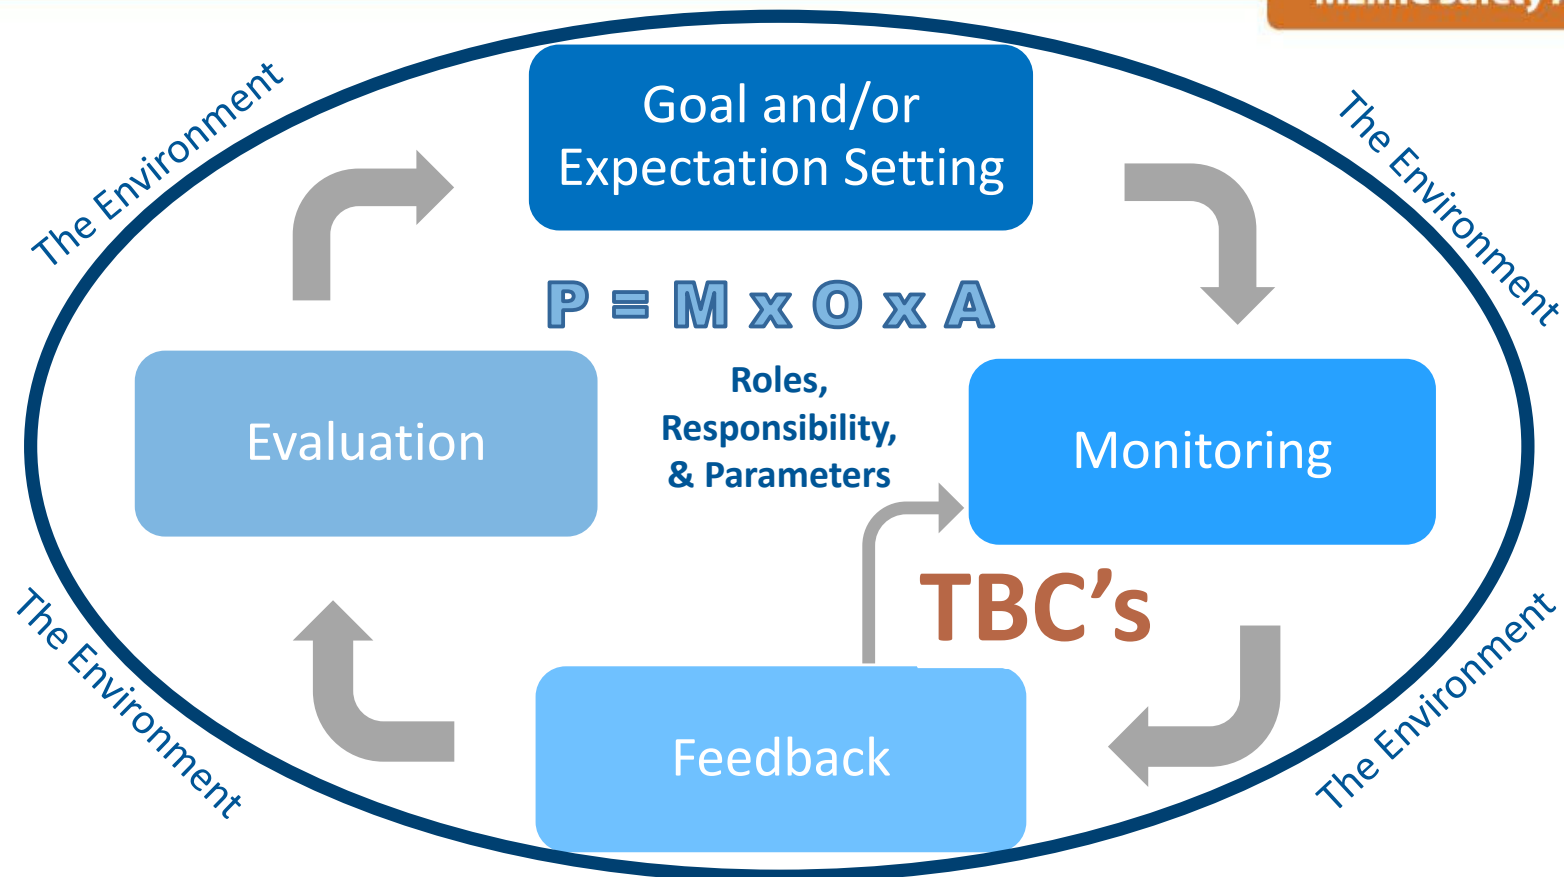 The Environment
The Environment
Goal and/or
Expectation Setting
P = M x O x A
Roles,
Responsibility,
& Parameters
Evaluation
Monitoring
TBC’s
Feedback
The Environment
The Environment